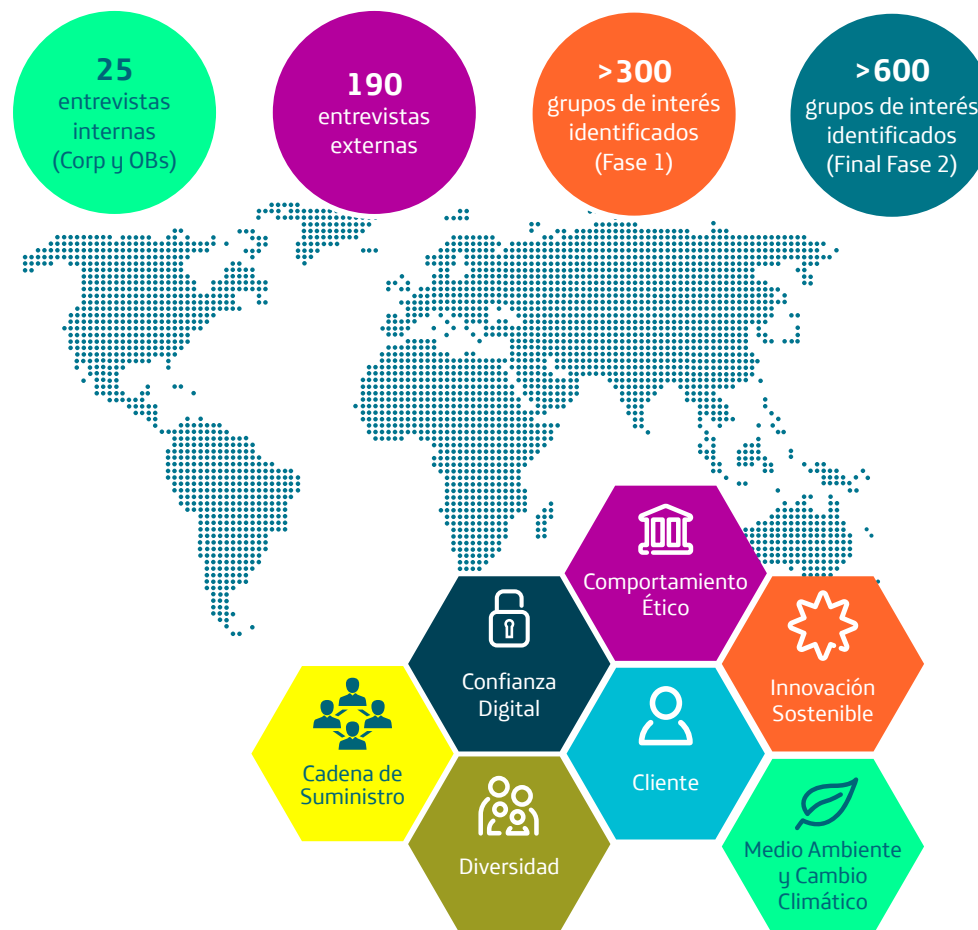 25
entrevistas
internas
(Corp y OBs)
190
entrevistas
externas
>300
grupos de interés
identificados
(Fase 1)
>600
grupos de interés
identificados
(Final Fase 2)
Comportamiento
Ético
Confianza
Digital
Innovación
Sostenible
Cadena de
Suministro
Cliente
Diversidad
Medio Ambiente
y Cambio
Climático